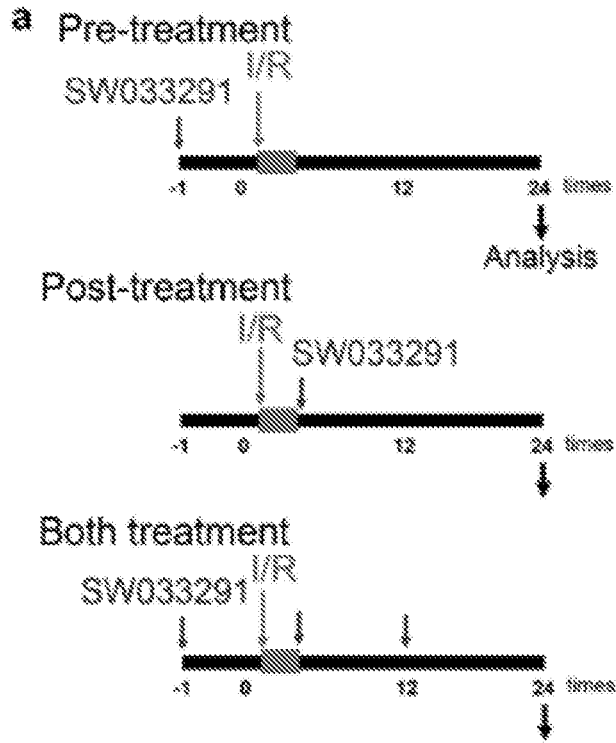 a Pre-treatment
I/R
SW033291
-1 0 12 24 times
Analysis
Post-treatment
I/R
SW033291
-1 0 12 24 times
Both treatment
I/R
SW033291
-1 0 12 24 times